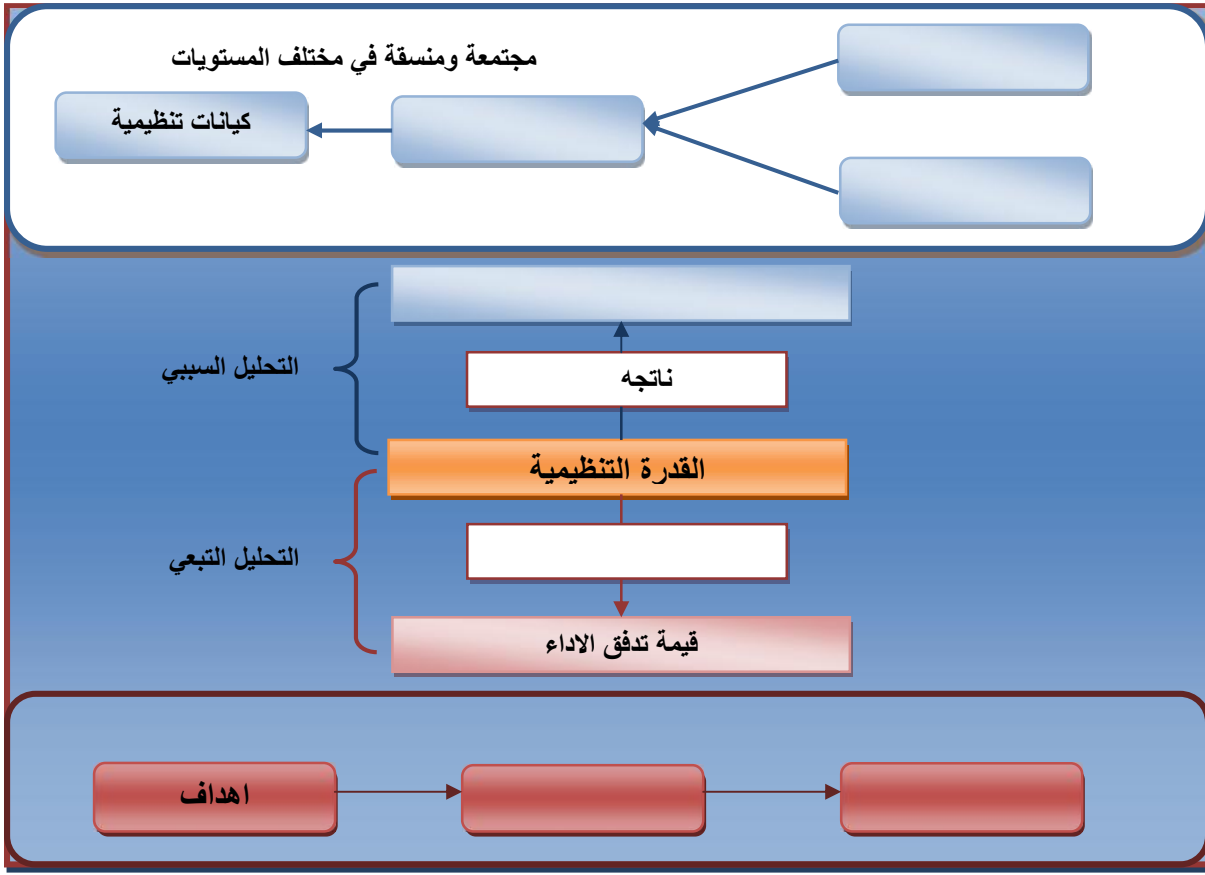 مجتمعة ومنسقة في مختلف المستويات
كيانات تنظيمية
التحليل السببي
ناتجه
القدرة التنظيمية
التحليل التبعي
قيمة تدفق الاداء
اهداف